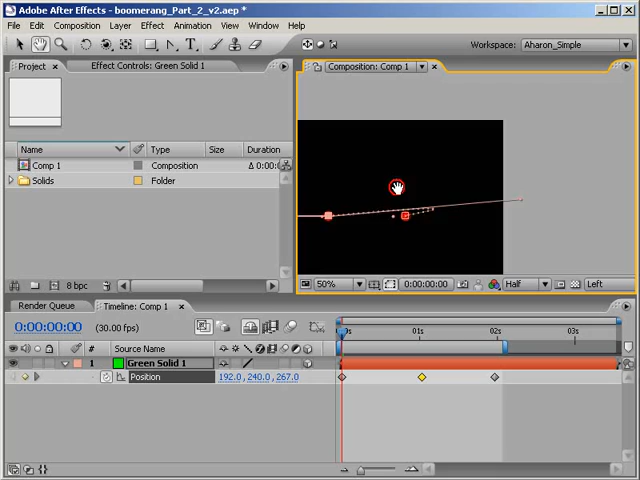 Adobe After Effects - boomerang_Part_2_v2.aep *
File Edit Composition Layer Effect Animation View Window Help
Workspace: Aharon_Simple
Project Effect Controls: Green Solid 1
Composition: Comp 1
Name Type Size Duration
Comp 1 Composition Δ 0:00:0
Solids Folder
8 bpc
50% 0:00:00:00 Half Left
Render Queue Timeline: Comp 1
0:00:00:00 (30.00 fps)
# Source Name
01s 02s 03s
1 Green Solid 1
Position 192.0, 240.0, 267.0